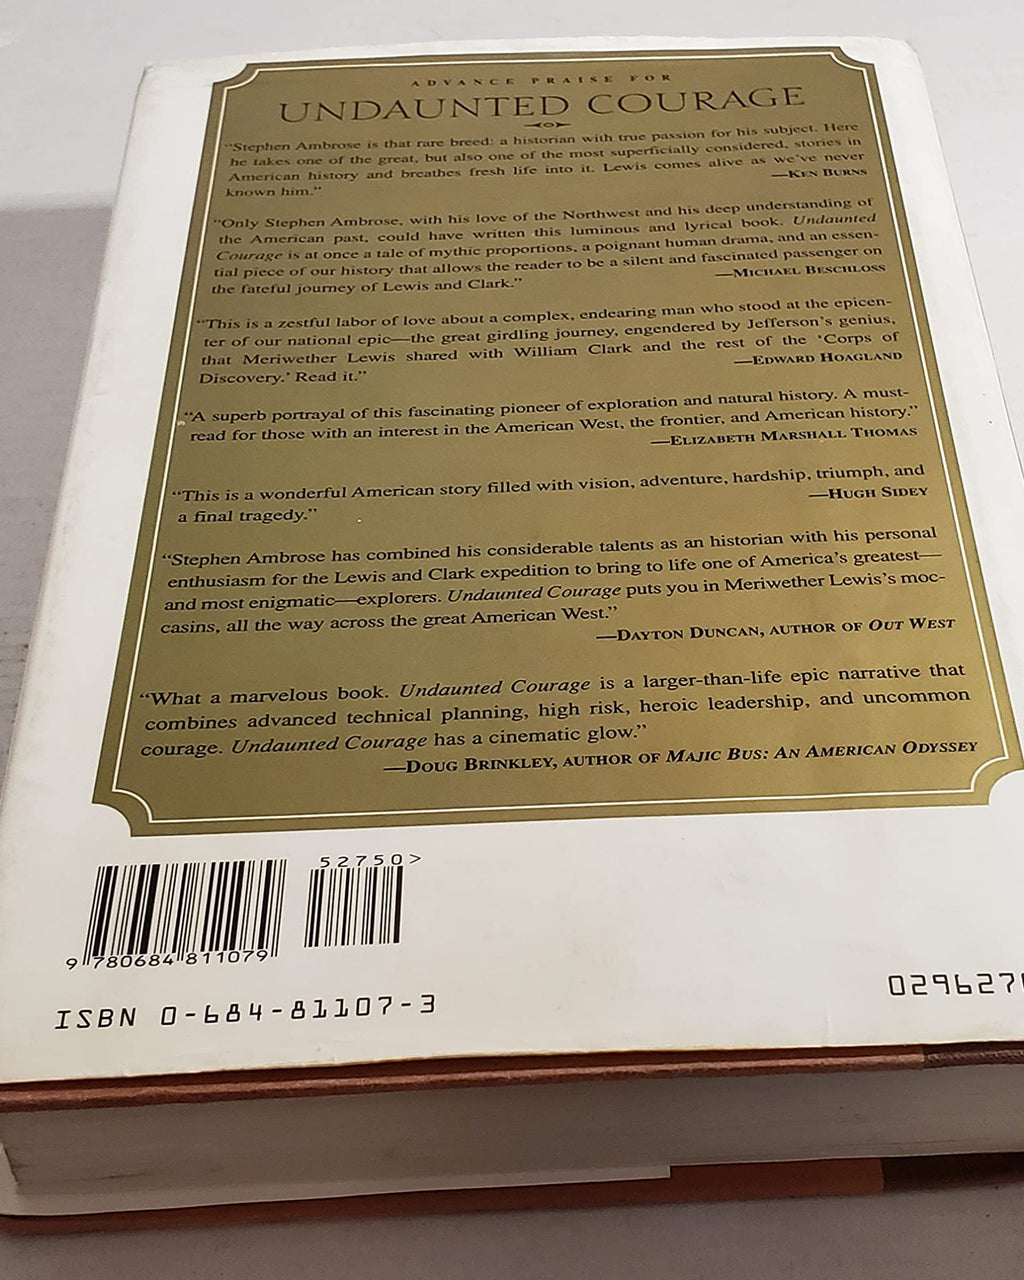 ADVANCE PRAISE FOR
UNDAUNTED COURAGE
“Stephen Ambrose is that rare breed: a historian with true passion for his subject. Here
he takes one of the great, but also one of the most superficially considered, stories in
American history and breathes fresh life into it. Lewis comes alive as we’ve never
known him.” —KEN BURNS
“Only Stephen Ambrose, with his love of the Northwest and his deep understanding of
the American past, could have written this luminous and lyrical book. Undaunted
Courage is at once a tale of mythic proportions, a poignant human drama, and an essen-
tial piece of our history that allows the reader to be a silent and fascinated passenger on
the fateful journey of Lewis and Clark.” —MICHAEL BESCHLOSS
“This is a zestful labor of love about a complex, endearing man who stood at the epicen-
ter of our national epic—the great girdling journey, engendered by Jefferson’s genius,
that Meriwether Lewis shared with William Clark and the rest of the ‘Corps of
Discovery.’ Read it.” —EDWARD HOAGLAND
“A superb portrayal of this fascinating pioneer of exploration and natural history. A must-
read for those with an interest in the American West, the frontier, and American history.”
—ELIZABETH MARSHALL THOMAS
“This is a wonderful American story filled with vision, adventure, hardship, triumph, and
a final tragedy.” —HUGH SIDEY
“Stephen Ambrose has combined his considerable talents as an historian with his personal
enthusiasm for the Lewis and Clark expedition to bring to life one of America’s greatest—
and most enigmatic—explorers. Undaunted Courage puts you in Meriwether Lewis’s moc-
casins, all the way across the great American West.”
—DAYTON DUNCAN, AUTHOR OF OUT WEST
“What a marvelous book. Undaunted Courage is a larger-than-life epic narrative that
combines advanced technical planning, high risk, heroic leadership, and uncommon
courage. Undaunted Courage has a cinematic glow.”
—DOUG BRINKLEY, AUTHOR OF MAJIC BUS: AN AMERICAN ODYSSEY
52750>
9 780684 811079
ISBN 0-684-81107-3
029627